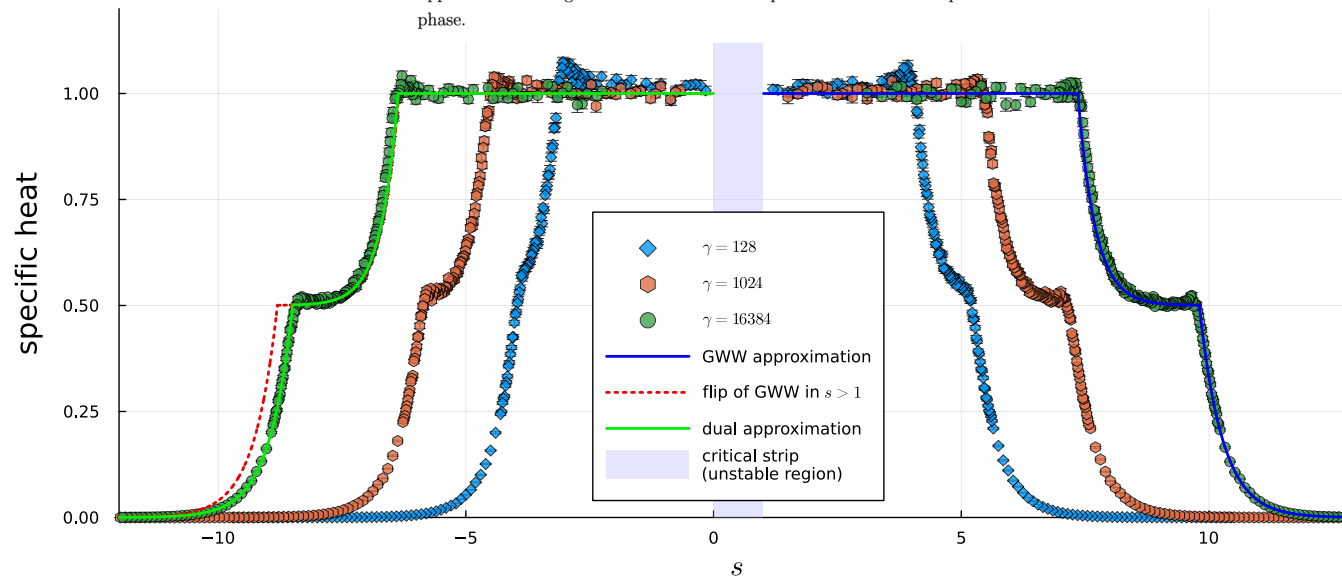 phase.
specific heat
1.00
0.75
0.50
0.25
0.00
γ = 128
γ = 1024
γ = 16384
GWW approximation
flip of GWW in s > 1
dual approximation
critical strip
(unstable region)
−10
−5
0
5
10
s